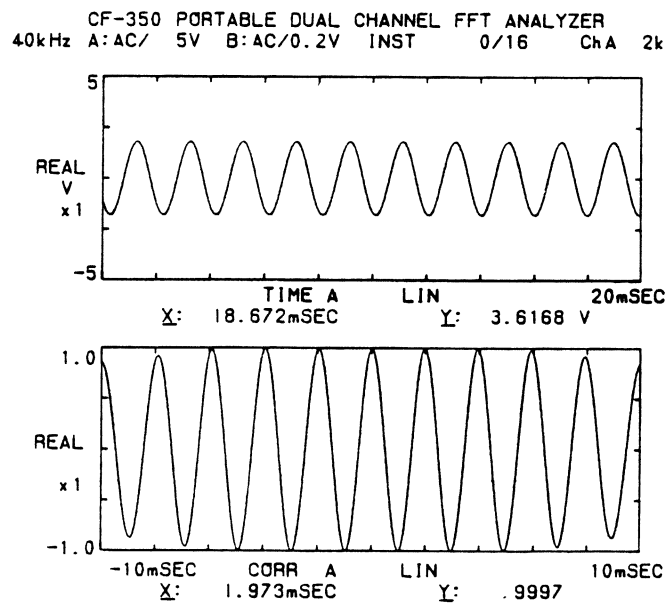 CF-350 PORTABLE DUAL CHANNEL FFT ANALYZER
40kHz A:AC/ 5V B:AC/0.2V INST 0/16 ChA 2k
5
REAL
V
x1
-5
TIME A LIN 20mSEC
X: 18.672mSEC Y: 3.6168 V
1.0
REAL
x1
-1.0
-10mSEC CORR A LIN 10mSEC
X: 1.973mSEC Y: .9997